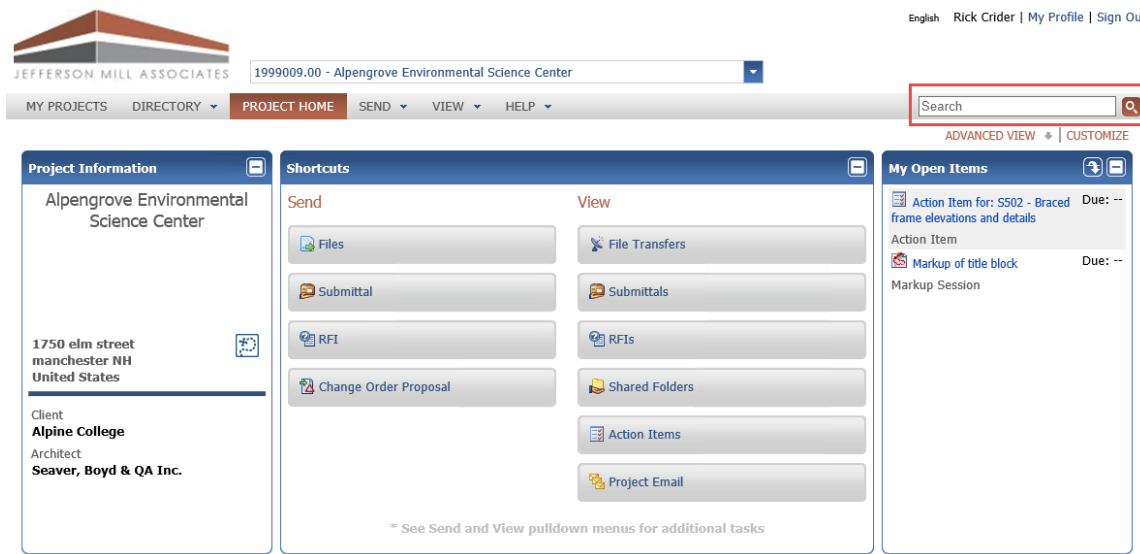 English Rick Crider | My Profile | Sign Ou
JEFFERSON MILL ASSOCIATES
1999009.00 - Alpengrove Environmental Science Center
MY PROJECTS DIRECTORY PROJECT HOME SEND VIEW HELP Search
ADVANCED VIEW | CUSTOMIZE
Project Information
Alpengrove Environmental
Science Center
1750 elm street
manchester NH
United States
Client
Alpine College
Architect
Seaver, Boyd & QA Inc.
Shortcuts
Send
Files
Submittal
RFI
Change Order Proposal
View
File Transfers
Submittals
RFIs
Shared Folders
Action Items
Project Email
* See Send and View pulldown menus for additional tasks
My Open Items
Action Item for: S502 - Braced Due: --
frame elevations and details
Action Item
Markup of title block Due: --
Markup Session